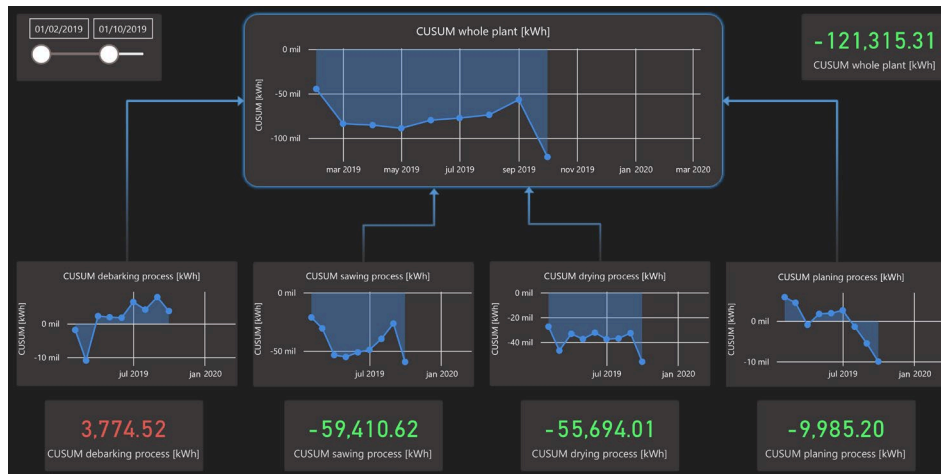 01/02/2019 01/10/2019
CUSUM whole plant [kWh]
0 mil
-50 mil
-100 mil
CUSUM [kWh]
mar 2019 may 2019 jul 2019 sep 2019 nov 2019 jan 2020 mar 2020
-121,315.31
CUSUM whole plant [kWh]
CUSUM debarking process [kWh]
0 mil
-10 mil
CUSUM [kWh]
jul 2019 jan 2020
CUSUM sawing process [kWh]
0 mil
-50 mil
CUSUM [kWh]
jul 2019 jan 2020
CUSUM drying process [kWh]
0 mil
-20 mil
-40 mil
CUSUM [kWh]
jul 2019 jan 2020
CUSUM planing process [kWh]
0 mil
-10 mil
CUSUM [kWh]
jul 2019 jan 2020
3,774.52
CUSUM debarking process [kWh]
-59,410.62
CUSUM sawing process [kWh]
-55,694.01
CUSUM drying process [kWh]
-9,985.20
CUSUM planing process [kWh]